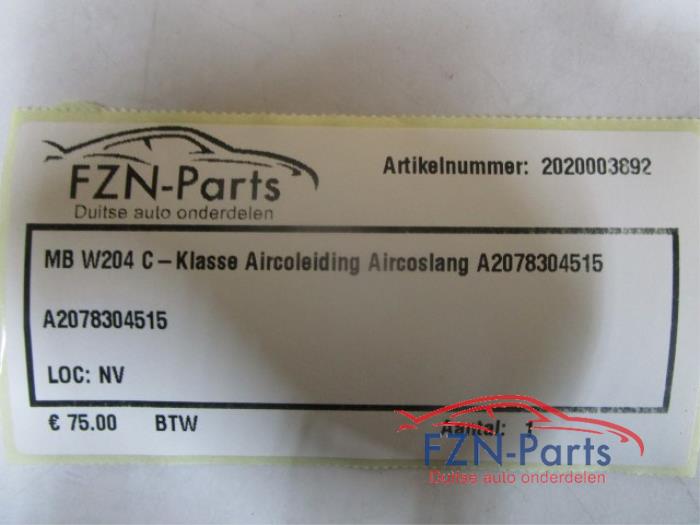 FZN-Parts
Duitse auto onderdelen
Artikelnummer: 2020003892
MB W204 C-Klasse Aircoleiding Aircoslang A2078304515
A2078304515
LOC: NV
€ 75.00 BTW
Aantal: 1
FZN-Parts
Duitse auto onderdelen